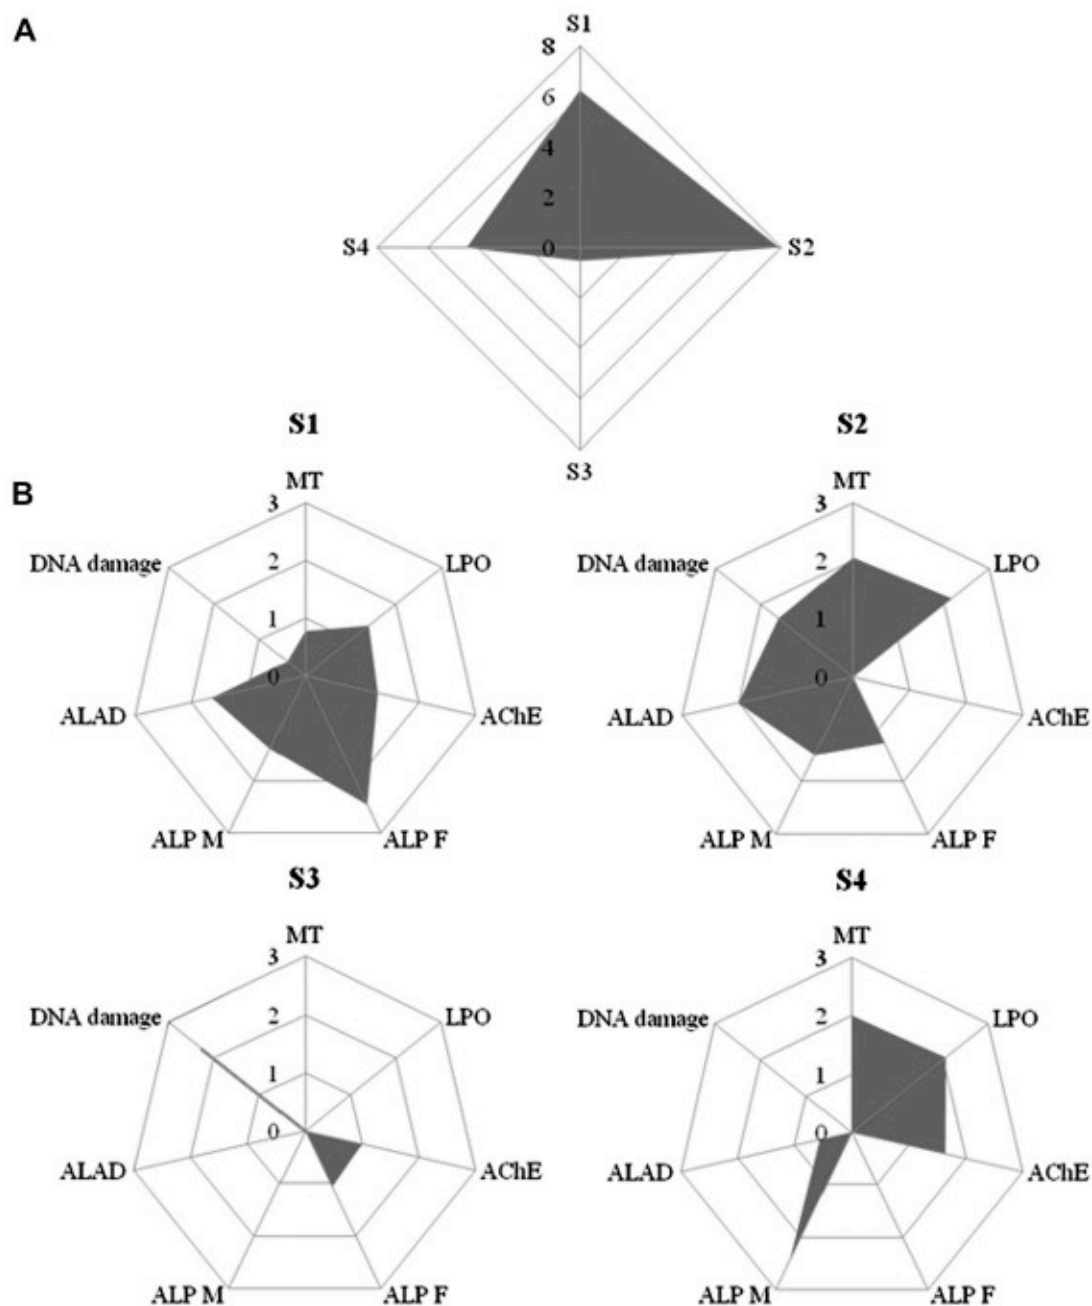 A
S1
8
6
4
2
0
S4
S2
S3
B
S1
MT
3
2
1
0
DNA damage
LPO
ALAD
AChE
ALP M
ALP F
S2
MT
3
2
1
0
DNA damage
LPO
ALAD
AChE
ALP M
ALP F
S3
MT
3
2
1
0
DNA damage
LPO
ALAD
AChE
ALP M
ALP F
S4
MT
3
2
1
0
DNA damage
LPO
ALAD
AChE
ALP M
ALP F